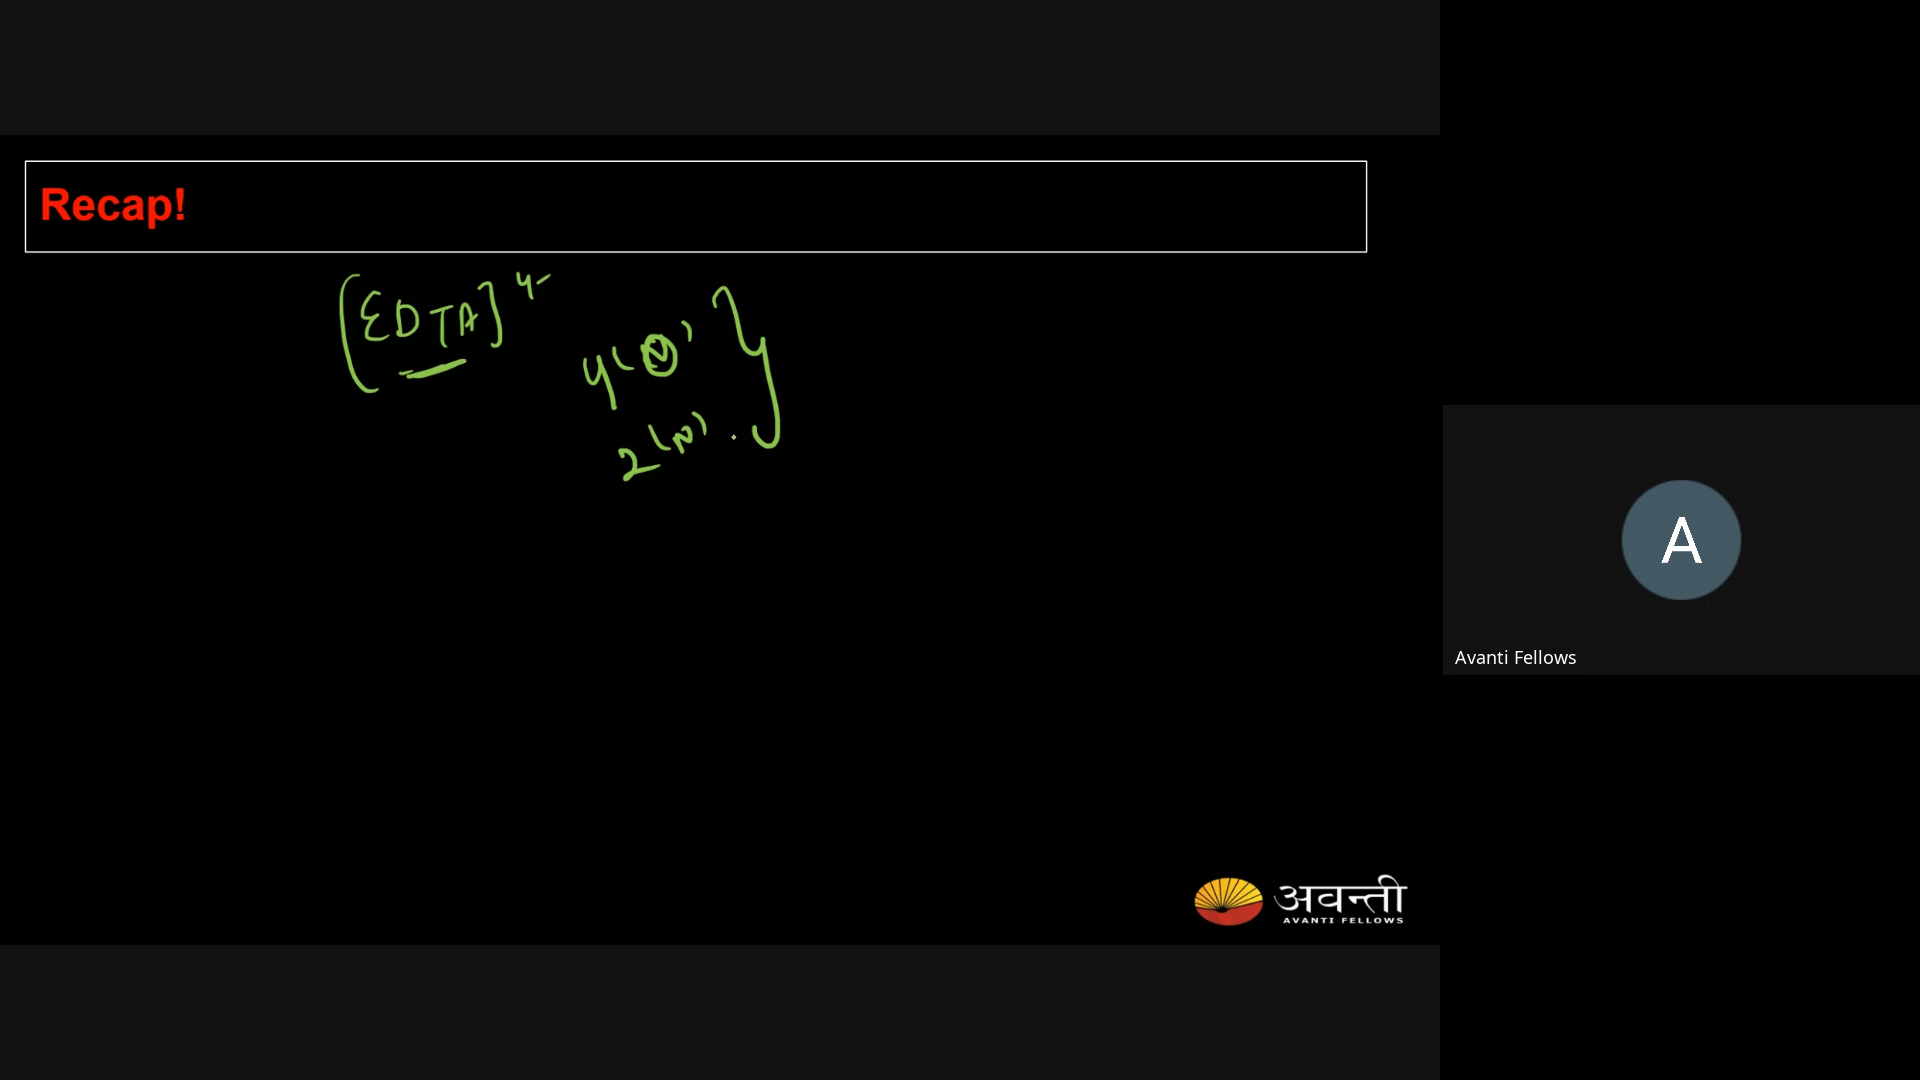 Recap!
[EDTA]4-
4(N)
2(N)
A
Avanti Fellows
अवन्ती
AVANTI FELLOWS